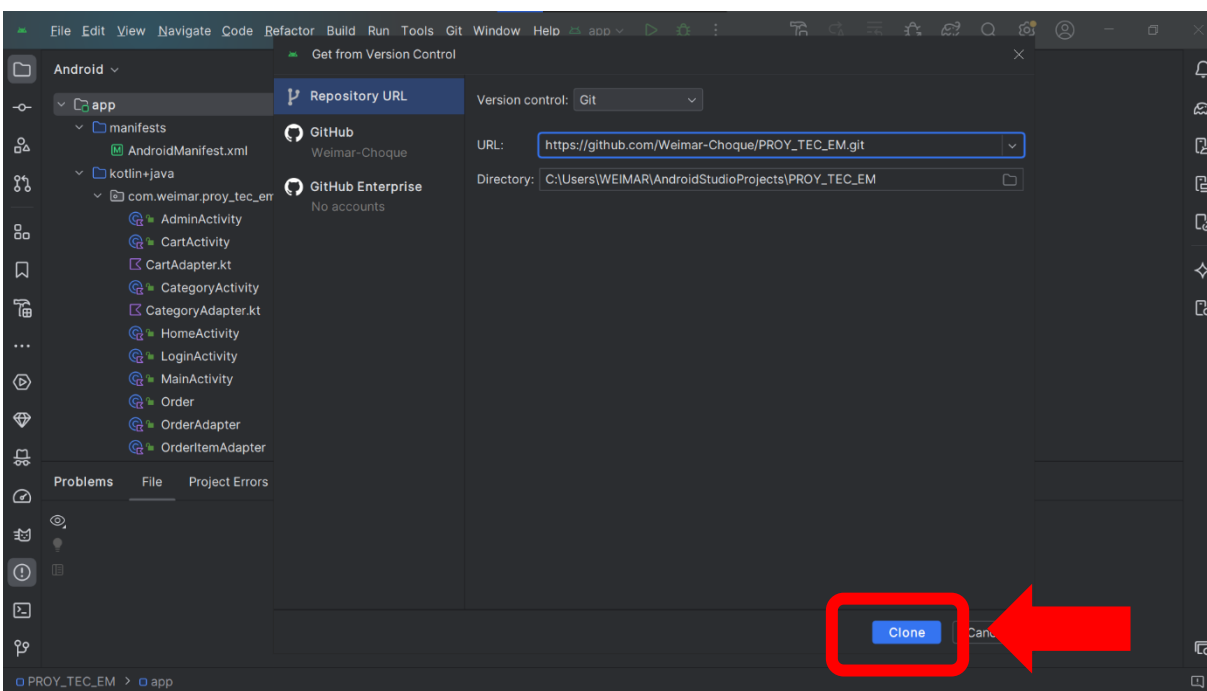 File Edit View Navigate Code Refactor Build Run Tools Git Window Help app
Get from Version Control
Android
app
manifests
AndroidManifest.xml
kotlin+java
com.weimar.proy_tec_em
AdminActivity
CartActivity
CartAdapter.kt
CategoryActivity
CategoryAdapter.kt
HomeActivity
LoginActivity
MainActivity
Order
OrderAdapter
OrderItemAdapter
Repository URL
GitHub
Weimar-Choque
GitHub Enterprise
No accounts
Version control: Git
URL: https://github.com/Weimar-Choque/PROY_TEC_EM.git
Directory: C:\Users\WEIMAR\AndroidStudioProjects\PROY_TEC_EM
Problems File Project Errors
Clone
PROY_TEC_EM > app